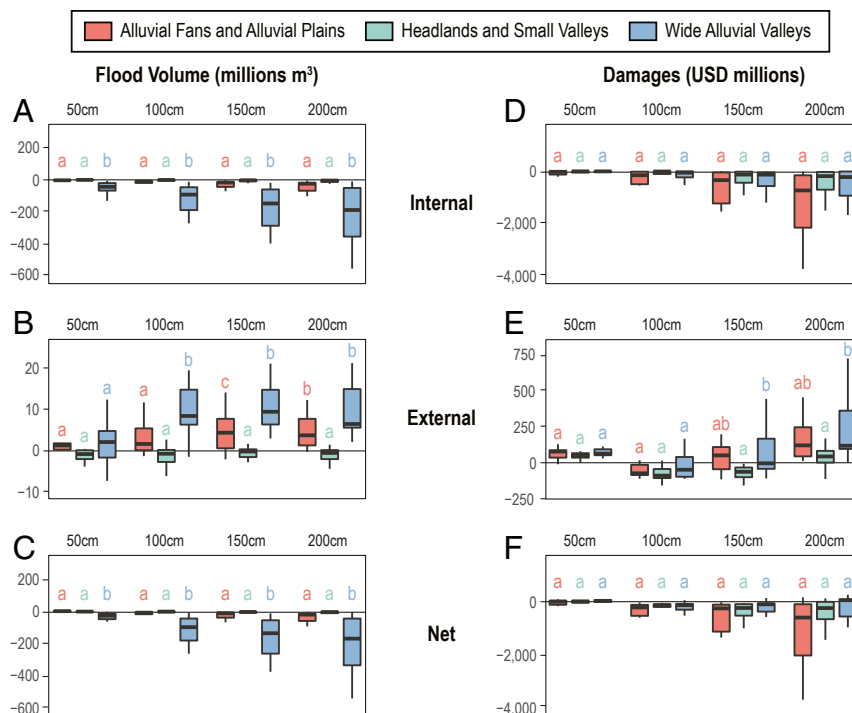 Alluvial Fans and Alluvial Plains Headlands and Small Valleys Wide Alluvial Valleys
Flood Volume (millions m³)
Damages (USD millions)
A
50cm 100cm 150cm 200cm
200
0
−200
−400
−600
a a b a a b a a b a a b
Internal
D
50cm 100cm 150cm 200cm
0
−2,000
−4,000
a a a a a a a a a a a a
B
50cm 100cm 150cm 200cm
20
10
0
−10
a a a a a b c a b b a b
External
E
50cm 100cm 150cm 200cm
750
500
250
0
−250
a a a a a a ab a b ab a b
C
50cm 100cm 150cm 200cm
200
0
−200
−400
−600
a a b a a b a a b a a b
Net
F
50cm 100cm 150cm 200cm
0
−2,000
−4,000
a a a a a a a a a a a a